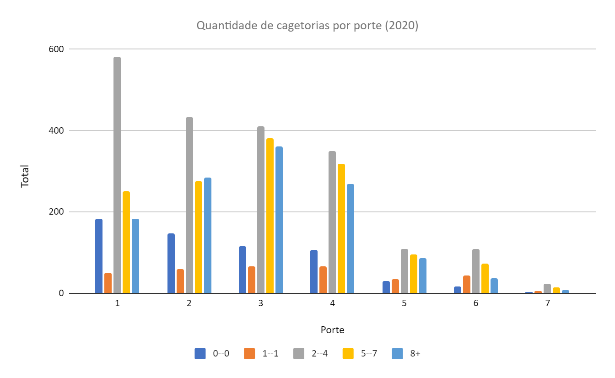 Quantidade de cagetorias por porte (2020)
600
400
200
0
Total
1 2 3 4 5 6 7
Porte
0--0 1--1 2--4 5--7 8+